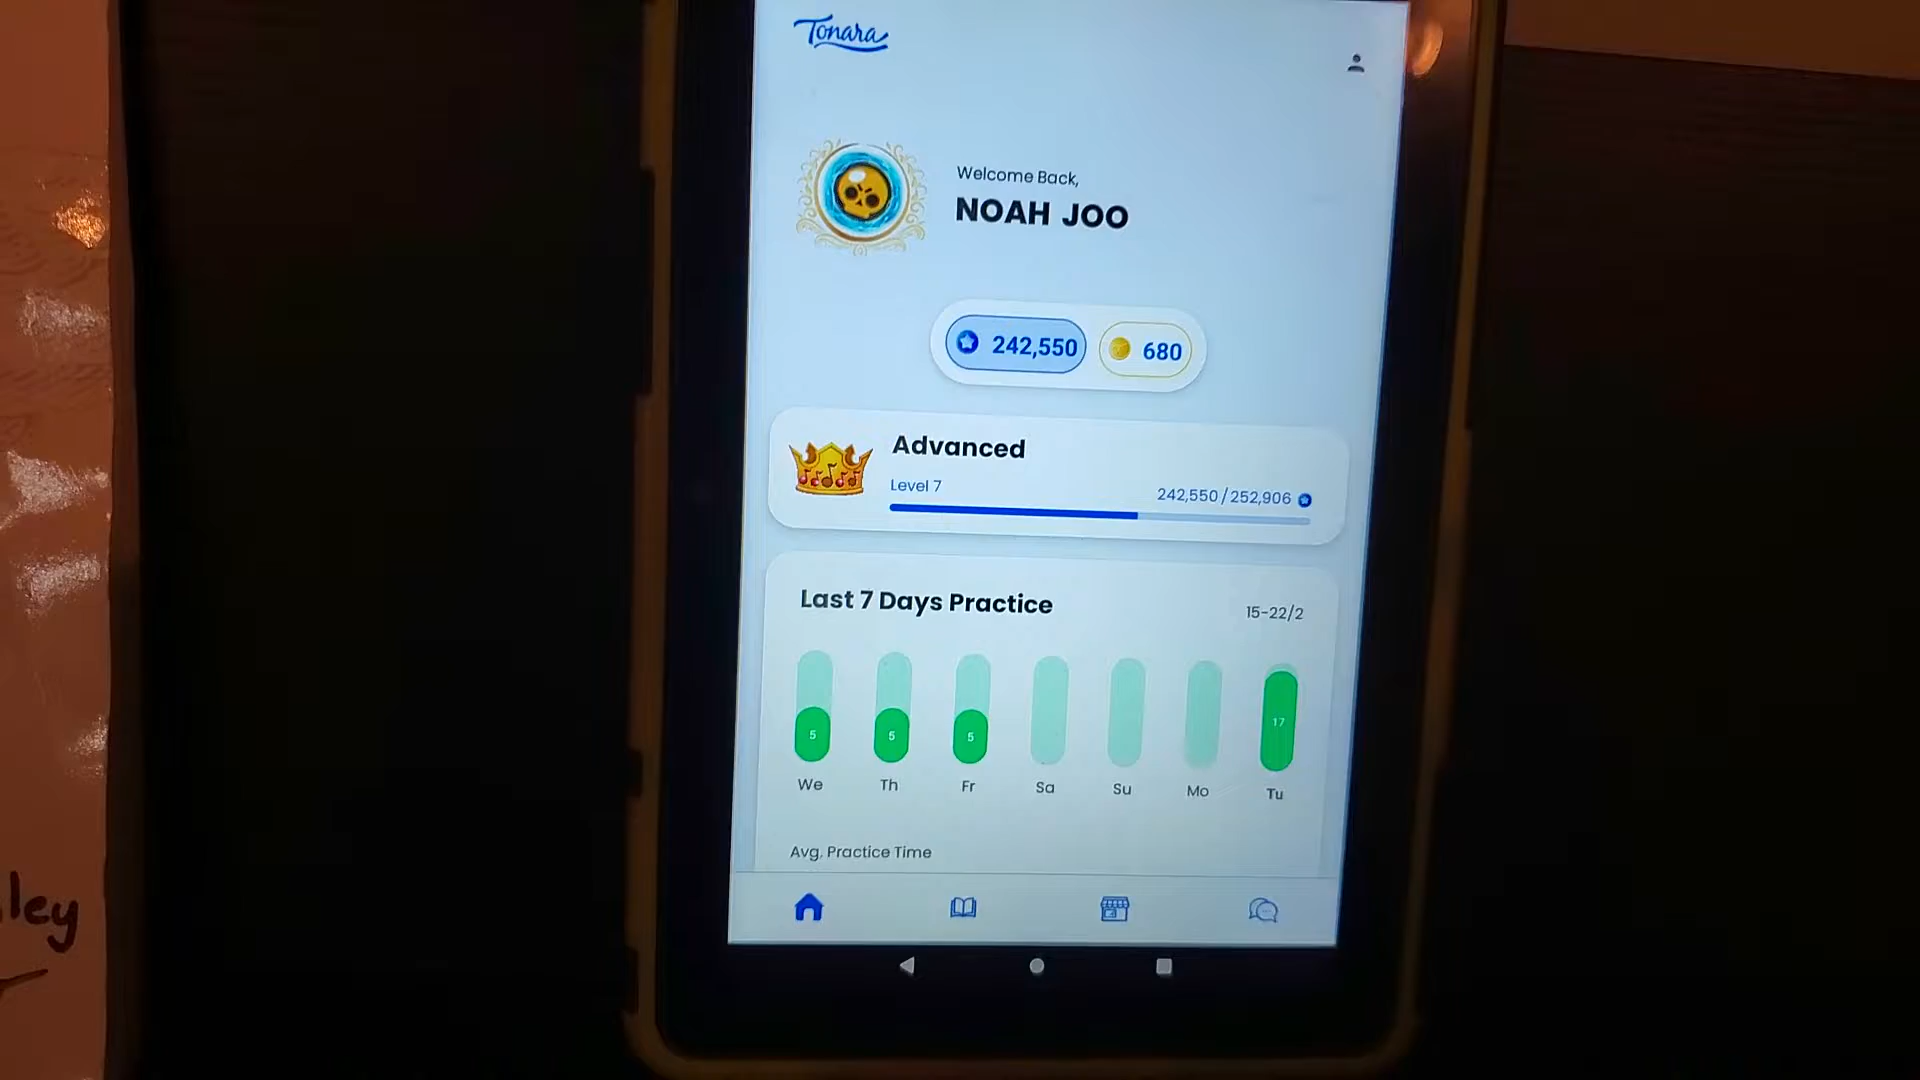 Tonara
Welcome Back,
NOAH JOO
242,550
680
Advanced
Level 7
242,550/252,906
Last 7 Days Practice
15-22/2
5
5
5
17
We
Th
Fr
Sa
Su
Mo
Tu
Avg. Practice Time
ley